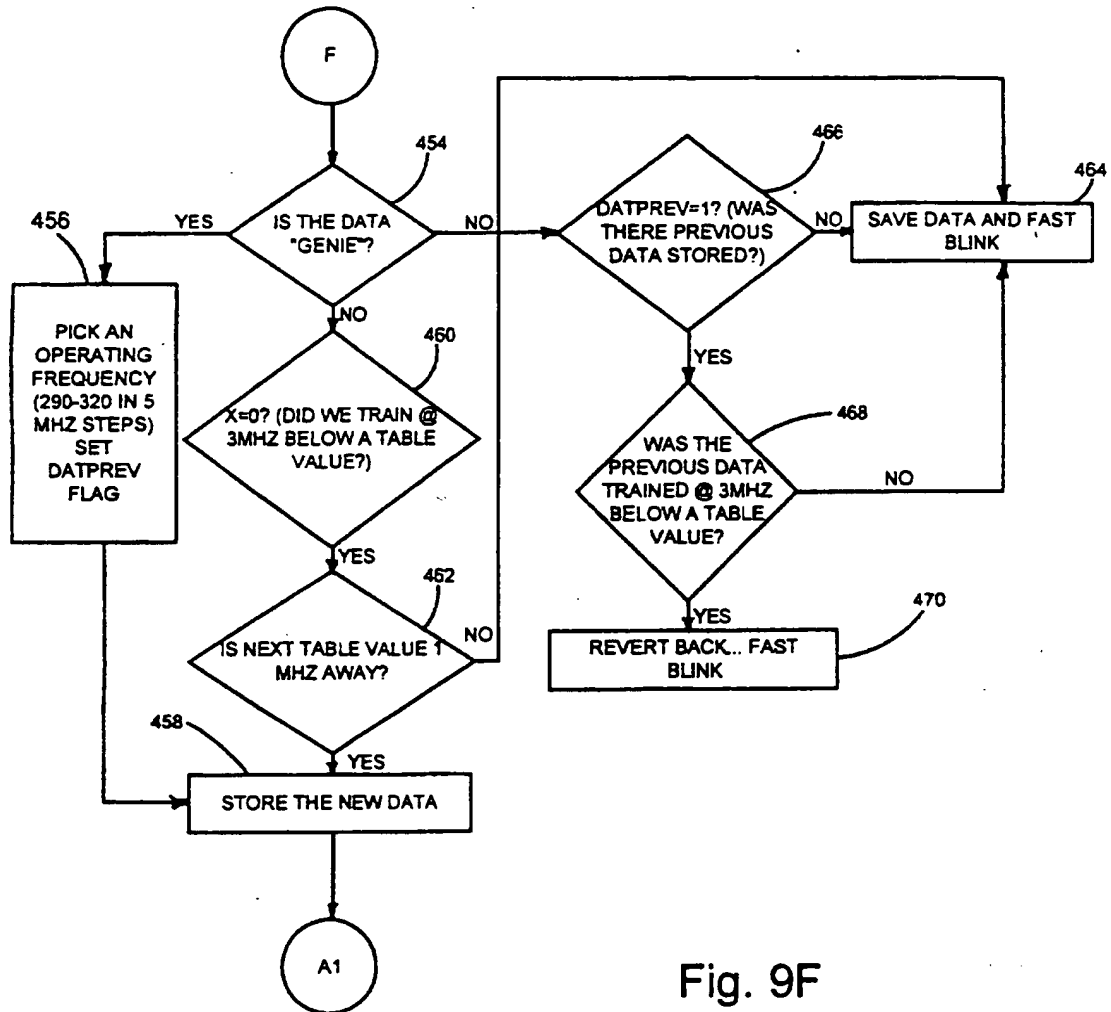 F
454
IS THE DATA
"GENIE"?
YES
NO
NO
456
PICK AN
OPERATING
FREQUENCY
(290-320 IN 5
MHZ STEPS)
SET
DATPREV
FLAG
466
DATPREV=1? (WAS
THERE PREVIOUS
DATA STORED?)
NO
YES
464
SAVE DATA AND FAST
BLINK
460
X=0? (DID WE TRAIN @
3MHZ BELOW A TABLE
VALUE?)
YES
468
WAS THE
PREVIOUS DATA
TRAINED @ 3MHZ
BELOW A TABLE
VALUE?
NO
YES
462
IS NEXT TABLE VALUE 1
MHZ AWAY?
NO
YES
470
REVERT BACK... FAST
BLINK
458
STORE THE NEW DATA
A1
Fig. 9F